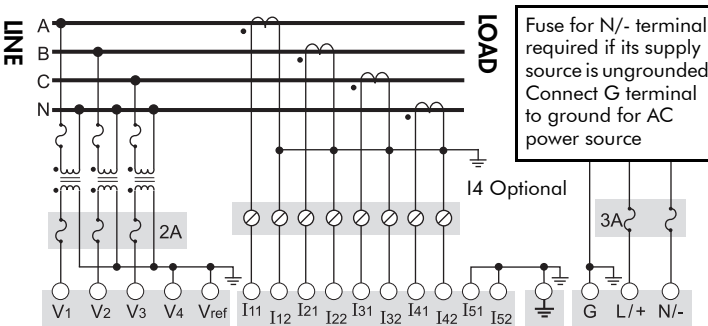 LINE
A
B
C
N
LOAD
Fuse for N/- terminal
required if its supply
source is ungrounded
Connect G terminal
to ground for AC
power source
I4 Optional
2A
3A
V1 V2 V3 V4 Vref I11 I12 I21 I22 I31 I32 I41 I42 I51 I52 G L/+ N/-